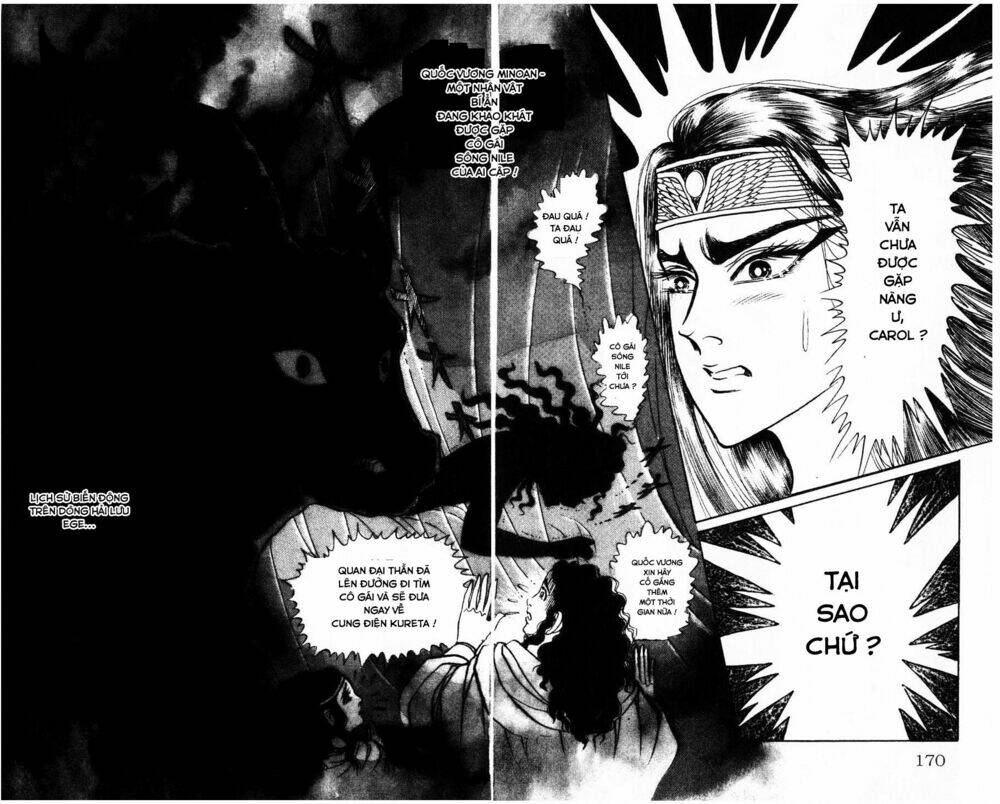 TA
VẪN
CHƯA
ĐƯỢC
GẶP
NÀNG
Ư,
CAROL ?
TẠI
SAO
CHỨ ?
170
QUỐC VƯƠNG MINOAN -
MỘT NHÂN VẬT
BÍ ẨN
ĐANG KHAO KHÁT
ĐƯỢC GẶP
CÔ GÁI
SÔNG NILE
CỦA AI CẬP !
ĐAU QUÁ !
TA ĐAU
QUÁ !
CÔ GÁI
SÔNG
NILE
TỚI
CHƯA ?
QUỐC VƯƠNG
XIN HÃY
CỐ GẮNG
THÊM
MỘT THỜI
GIAN NỮA !
QUAN ĐẠI THẦN ĐÃ
LÊN ĐƯỜNG ĐI TÌM
CÔ GÁI VÀ SẼ ĐƯA
NGAY VỀ
CUNG ĐIỆN KURETA !
LỊCH SỬ BIẾN ĐỘNG
TRÊN DÒNG HẢI LƯU
EGE...